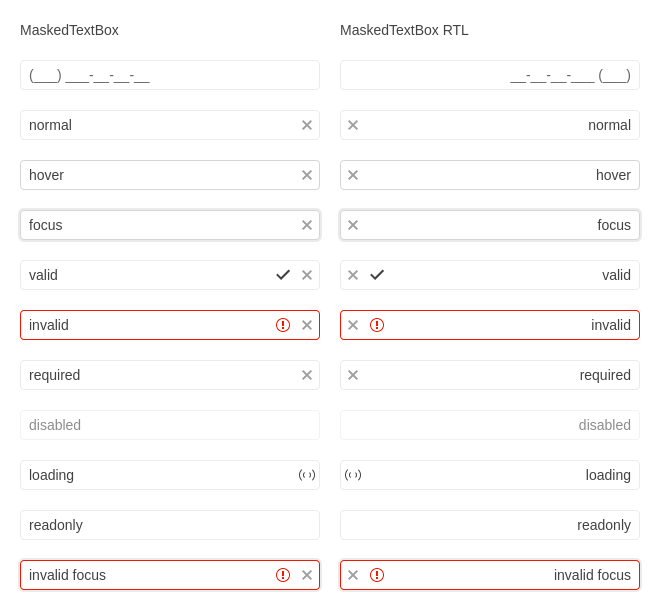 MaskedTextBox
(___) ___-__-__-__
normal
hover
focus
valid
invalid
required
disabled
loading
readonly
invalid focus
MaskedTextBox RTL
__-__-__-___ (___)
normal
hover
focus
valid
invalid
required
disabled
loading
readonly
invalid focus